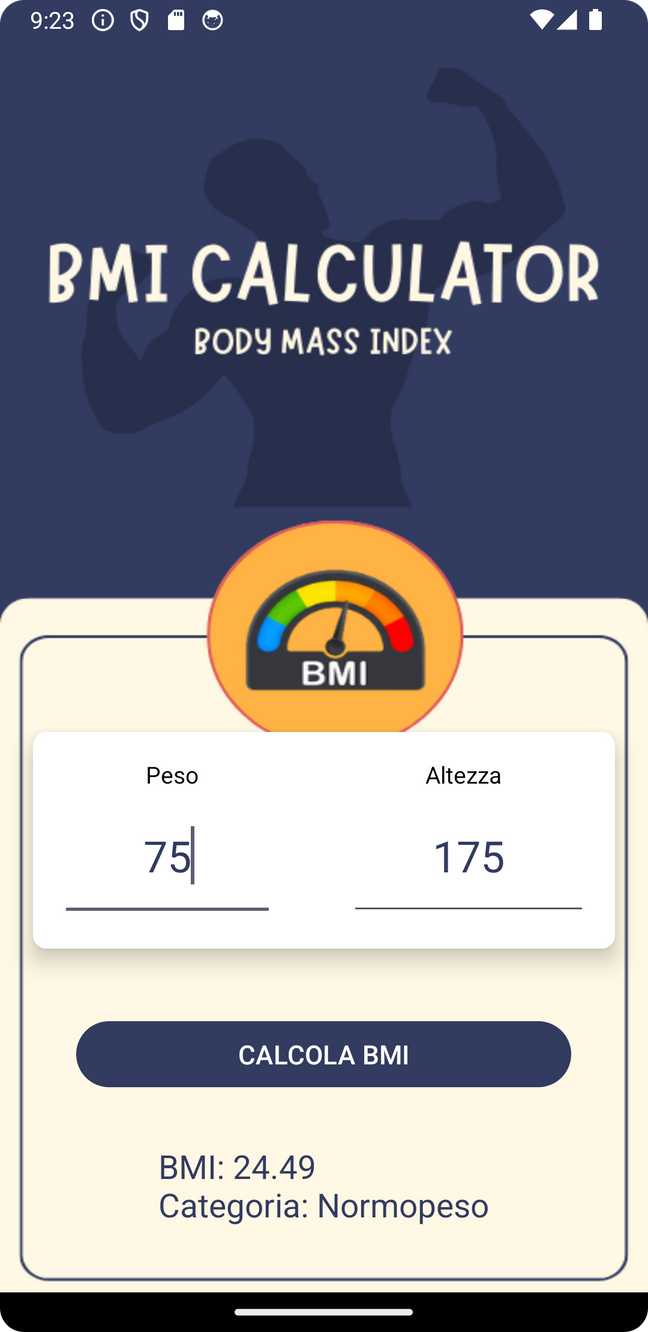 9:23
BMI CALCULATOR
BODY MASS INDEX
BMI
Peso
Altezza
75
175
CALCOLA BMI
BMI: 24.49
Categoria: Normopeso